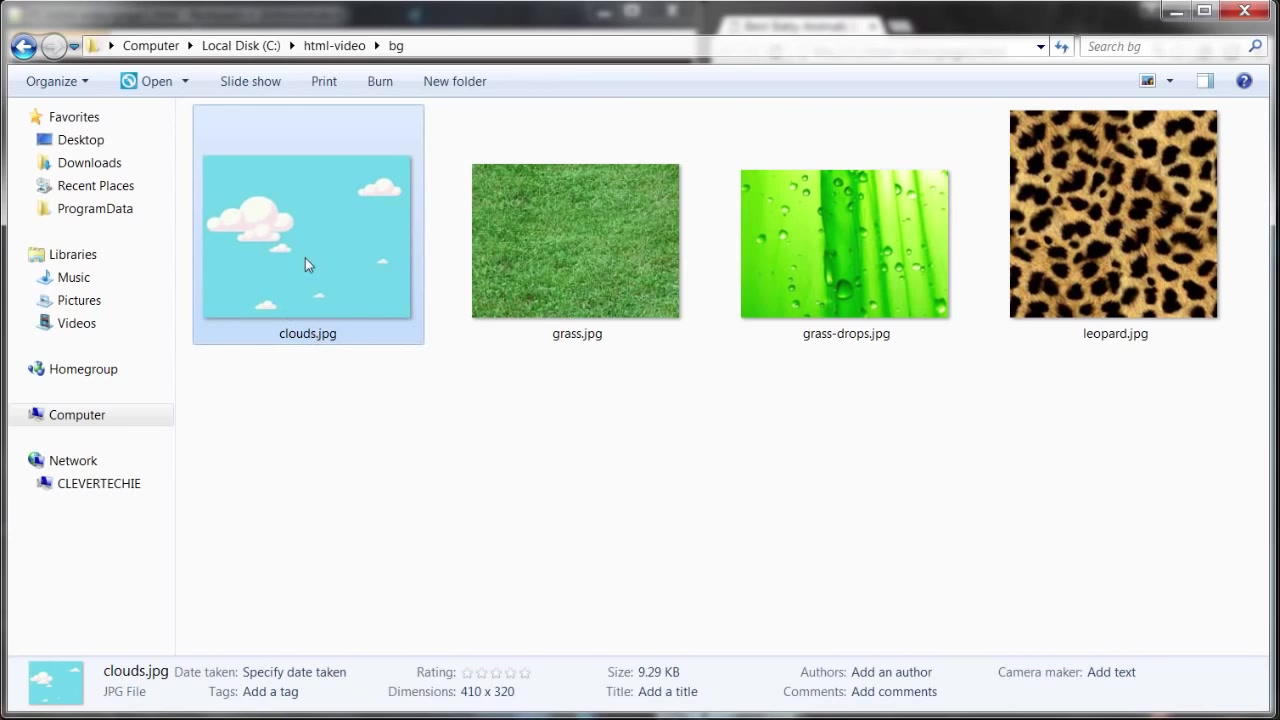 Computer Local Disk (C:) html-video bg
Search bg
Organize Open Slide show Print Burn New folder
Favorites
Desktop
Downloads
Recent Places
ProgramData
Libraries
Music
Pictures
Videos
Homegroup
Computer
Network
CLEVERTECHIE
clouds.jpg grass.jpg grass-drops.jpg leopard.jpg
clouds.jpg Date taken: Specify date taken Rating: Size: 9.29 KB Authors: Add an author Camera maker: Add text
JPG File Tags: Add a tag Dimensions: 410 x 320 Title: Add a title Comments: Add comments